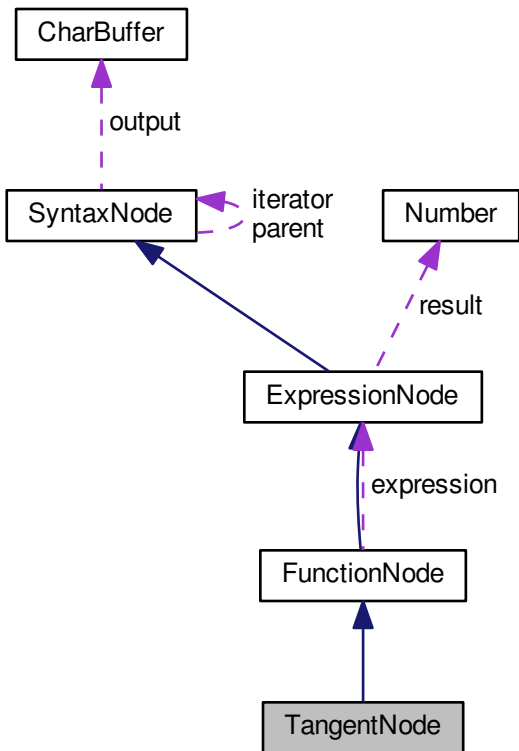 CharBuffer
output
SyntaxNode
iterator
parent
Number
result
ExpressionNode
expression
FunctionNode
TangentNode